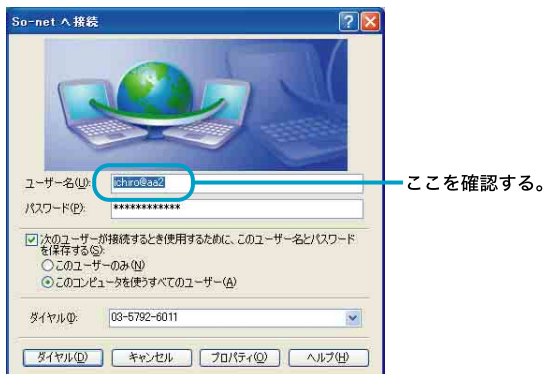 So-net へ接続
ユーザー名(U):
ichiro@aa2
ここを確認する。
パスワード(P):
************
次のユーザーが接続するとき使用するために、このユーザー名とパスワード
を保存する(S):
このユーザーのみ(N)
このコンピュータを使うすべてのユーザー(A)
ダイヤル(I):
03-5792-6011
ダイヤル(D)
キャンセル
プロパティ(O)
ヘルプ(H)